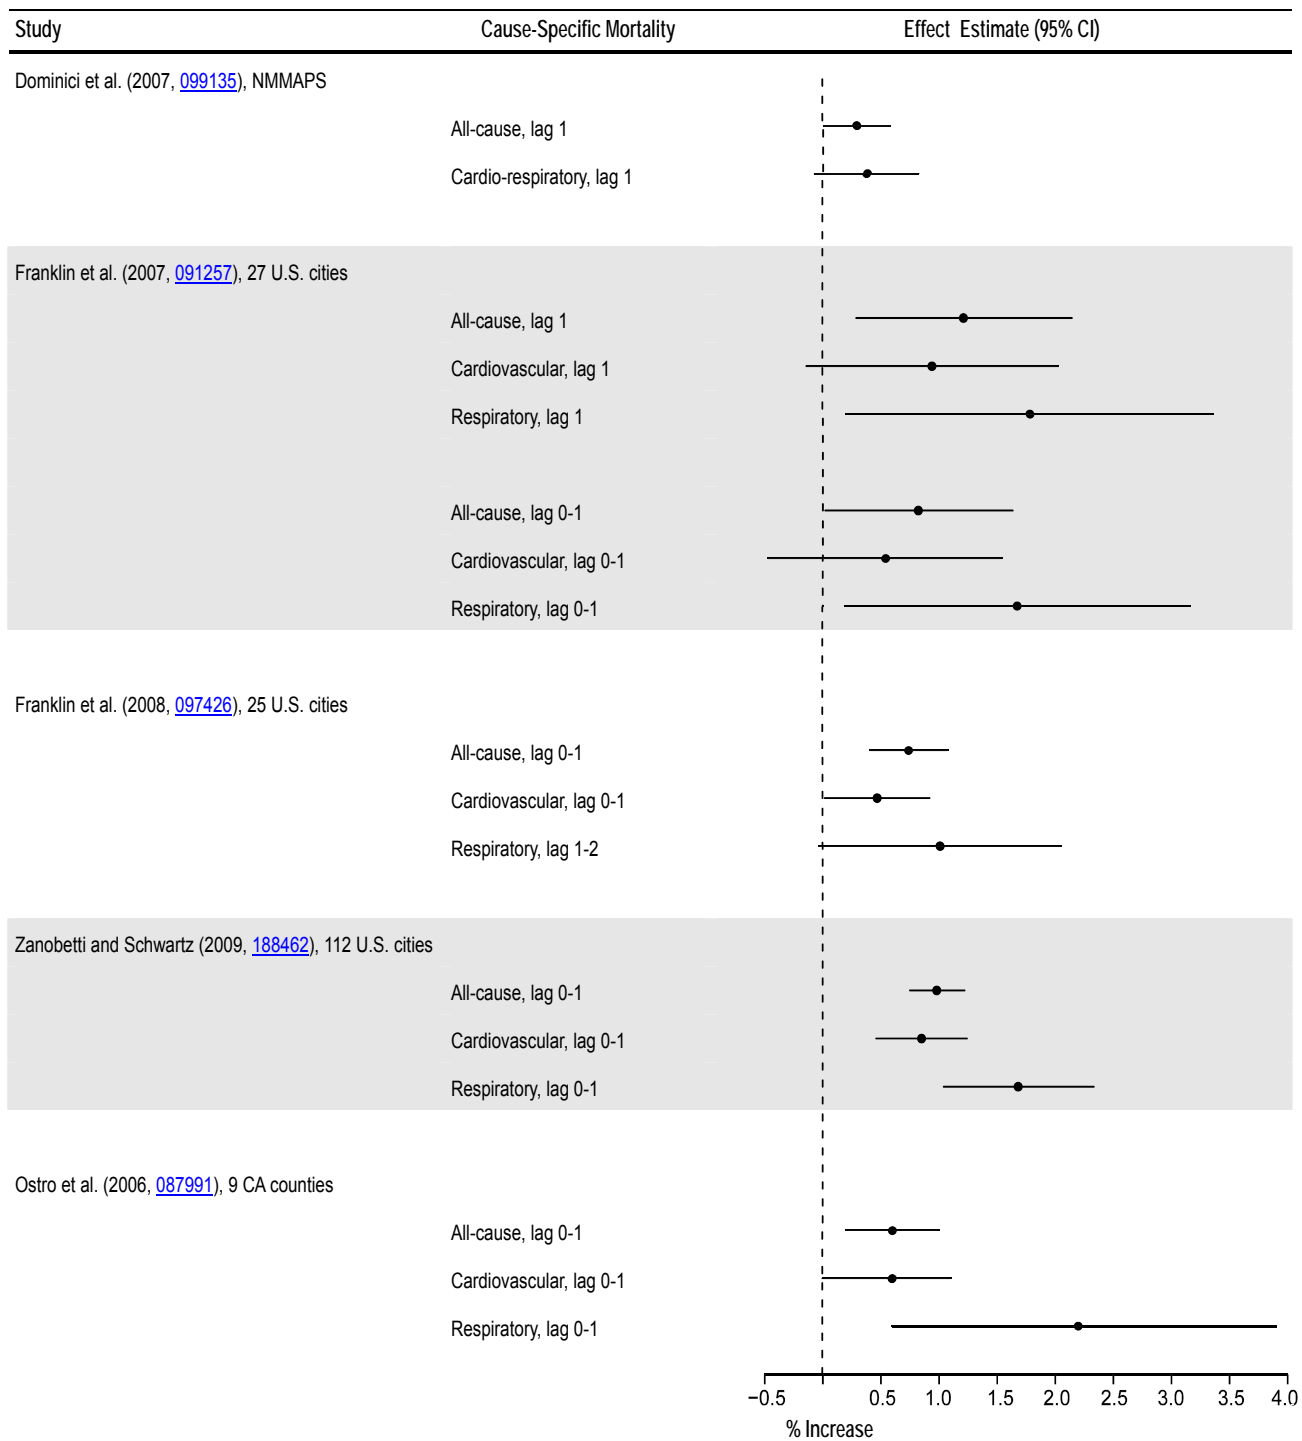 Study Cause-Specific Mortality Effect Estimate (95% CI)
Dominici et al. (2007, 099135), NMMAPS
All-cause, lag 1
Cardio-respiratory, lag 1
Franklin et al. (2007, 091257), 27 U.S. cities
All-cause, lag 1
Cardiovascular, lag 1
Respiratory, lag 1
All-cause, lag 0-1
Cardiovascular, lag 0-1
Respiratory, lag 0-1
Franklin et al. (2008, 097426), 25 U.S. cities
All-cause, lag 0-1
Cardiovascular, lag 0-1
Respiratory, lag 1-2
Zanobetti and Schwartz (2009, 188462), 112 U.S. cities
All-cause, lag 0-1
Cardiovascular, lag 0-1
Respiratory, lag 0-1
Ostro et al. (2006, 087991), 9 CA counties
All-cause, lag 0-1
Cardiovascular, lag 0-1
Respiratory, lag 0-1
−0.5 0.5 1.0 1.5 2.0 2.5 3.0 3.5 4.0
% Increase